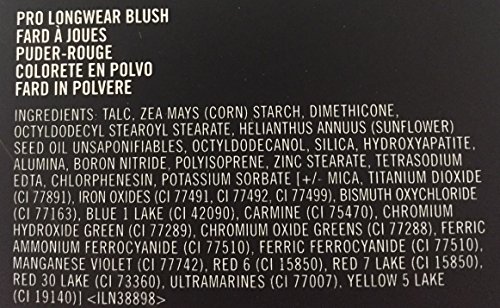 PRO LONGWEAR BLUSH
FARD À JOUES
PUDER-ROUGE
COLORETE EN POLVO
FARD IN POLVERE
INGREDIENTS: TALC, ZEA MAYS (CORN) STARCH, DIMETHICONE,
OCTYLDODECYL STEAROYL STEARATE, HELIANTHUS ANNUUS (SUNFLOWER)
SEED OIL UNSAPONIFIABLES, OCTYLDODECANOL, SILICA, HYDROXYAPATITE,
ALUMINA, BORON NITRIDE, POLYISOPRENE, ZINC STEARATE, TETRASODIUM
EDTA, CHLORPHENESIN, POTASSIUM SORBATE [+/- MICA, TITANIUM DIOXIDE
(CI 77891), IRON OXIDES (CI 77491, CI 77492, CI 77499), BISMUTH OXYCHLORIDE
(CI 77163), BLUE 1 LAKE (CI 42090), CARMINE (CI 75470), CHROMIUM
HYDROXIDE GREEN (CI 77289), CHROMIUM OXIDE GREENS (CI 77288), FERRIC
AMMONIUM FERROCYANIDE (CI 77510), FERRIC FERROCYANIDE (CI 77510),
MANGANESE VIOLET (CI 77742), RED 6 (CI 15850), RED 7 LAKE (CI 15850),
RED 30 LAKE (CI 73360), ULTRAMARINES (CI 77007), YELLOW 5 LAKE
(CI 19140)] <ILN38898>